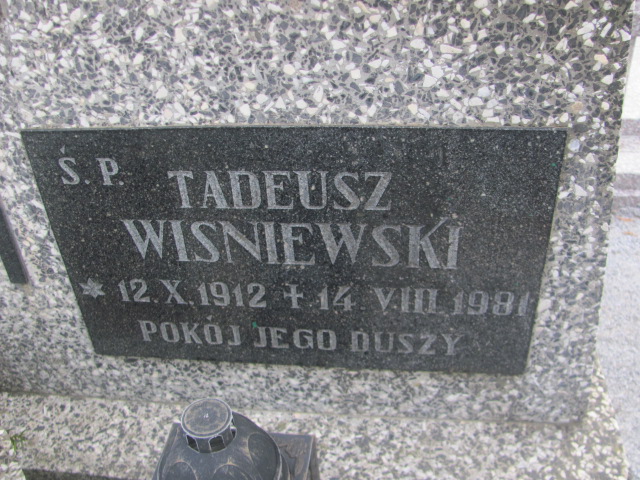 Ś. P. TADEUSZ
WIŚNIEWSKI
* 12. X. 1912 + 14 VIII 1981
POKÓJ JEGO DUSZY